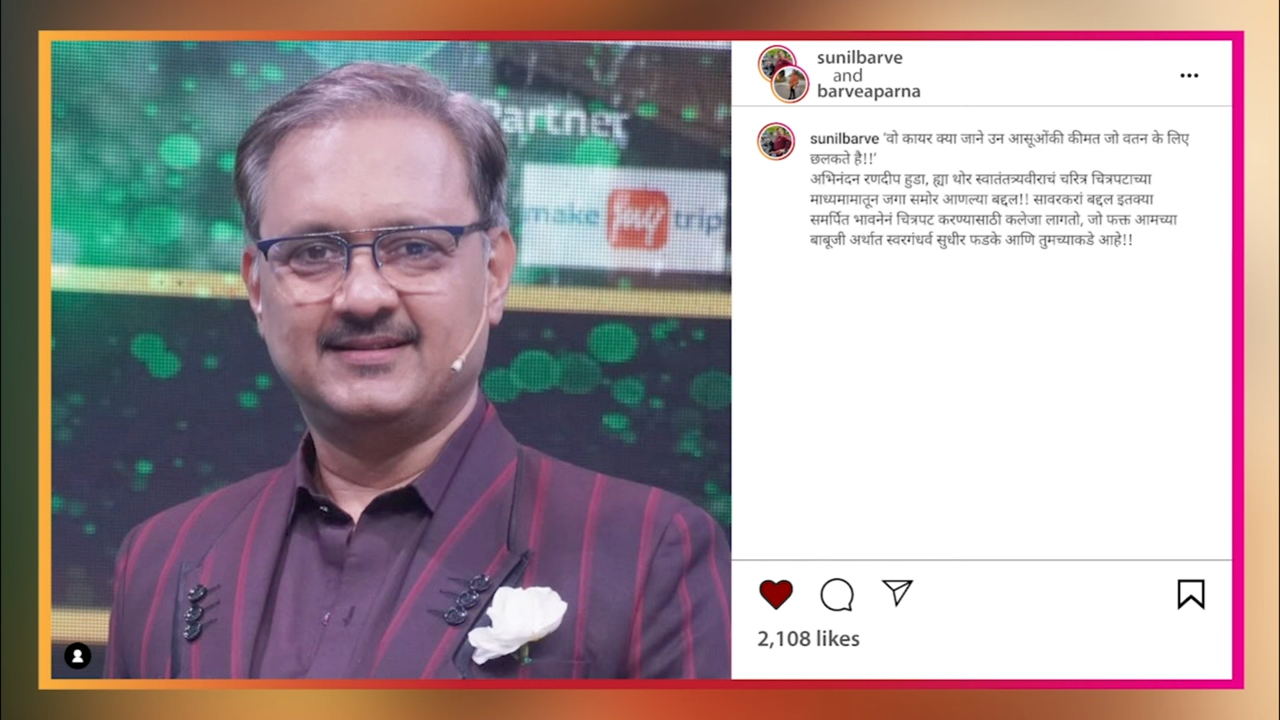 Partner
make my trip
sunilbarve
and
barveaparna
sunilbarve 'वो कायर क्या जाने उन आसूओंकी कीमत जो वतन के लिए
छलकते है!!'
अभिनंदन रणदीप हुडा, ह्या थोर स्वातंत्र्यवीराचं चरित्र चित्रपटाच्या
माध्यमामातून जगा समोर आणल्या बद्दल!! सावरकरां बद्दल इतक्या
समर्पित भावनेनं चित्रपट करण्यासाठी कलेजा लागतो, जो फक्त आमच्या
बाबूजी अर्थात स्वरगंधर्व सुधीर फडके आणि तुमच्याकडे आहे!!
2,108 likes